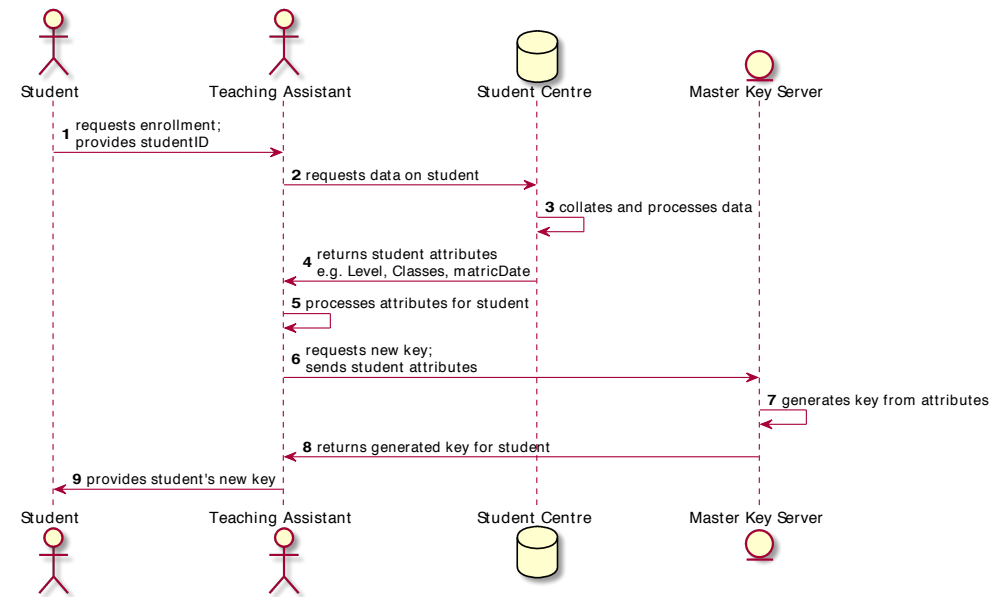 Student
Teaching Assistant
Student Centre
Master Key Server
1 requests enrollment;
provides studentID
2 requests data on student
3 collates and processes data
4 returns student attributes
e.g. Level, Classes, matricDate
5 processes attributes for student
6 requests new key;
sends student attributes
7 generates key from attributes
8 returns generated key for student
9 provides student's new key
Student
Teaching Assistant
Student Centre
Master Key Server